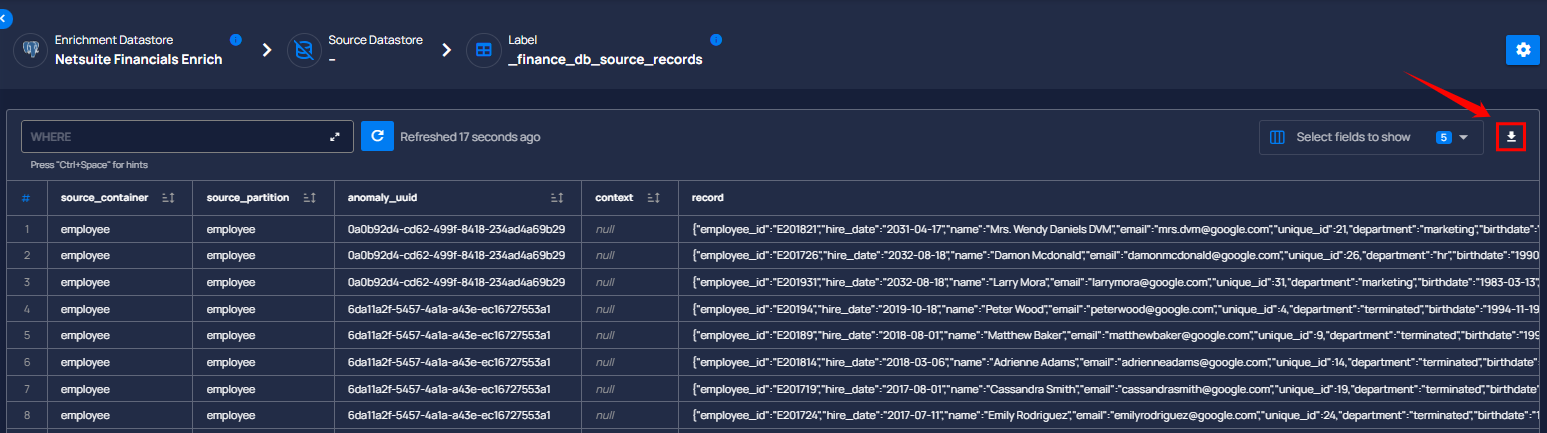 Enrichment Datastore
Netsuite Financials Enrich
Source Datastore
–
Label
_finance_db_source_records
WHERE
Refreshed 17 seconds ago
Select fields to show 5
Press "Ctrl+Space" for hints
# source_container source_partition anomaly_uuid context record
1 employee employee 0a0b92d4-cd62-499f-8418-234ad4a69b29 null {"employee_id":"E201821","hire_date":"2031-04-17","name":"Mrs. Wendy Daniels DVM","email":"mrs.dvm@google.com","unique_id":21,"department":"marketing","birthdate":"
2 employee employee 0a0b92d4-cd62-499f-8418-234ad4a69b29 null {"employee_id":"E201726","hire_date":"2032-08-18","name":"Damon Mcdonald","email":"damonmcdonald@google.com","unique_id":26,"department":"hr","birthdate":"1990
3 employee employee 0a0b92d4-cd62-499f-8418-234ad4a69b29 null {"employee_id":"E201931","hire_date":"2032-08-18","name":"Larry Mora","email":"larrymora@google.com","unique_id":31,"department":"marketing","birthdate":"1983-03-13",
4 employee employee 6da11a2f-5457-4a1a-a43e-ec16727553a1 null {"employee_id":"E20194","hire_date":"2019-10-18","name":"Peter Wood","email":"peterwood@google.com","unique_id":4,"department":"terminated","birthdate":"1994-11-19
5 employee employee 6da11a2f-5457-4a1a-a43e-ec16727553a1 null {"employee_id":"E20189","hire_date":"2018-08-01","name":"Matthew Baker","email":"matthewbaker@google.com","unique_id":9,"department":"terminated","birthdate":"199
6 employee employee 6da11a2f-5457-4a1a-a43e-ec16727553a1 null {"employee_id":"E201814","hire_date":"2018-03-06","name":"Adrienne Adams","email":"adrienneadams@google.com","unique_id":14,"department":"terminated","birthdate":
7 employee employee 6da11a2f-5457-4a1a-a43e-ec16727553a1 null {"employee_id":"E201719","hire_date":"2017-08-01","name":"Cassandra Smith","email":"cassandrasmith@google.com","unique_id":19,"department":"terminated","birthdate":
8 employee employee 6da11a2f-5457-4a1a-a43e-ec16727553a1 null {"employee_id":"E201724","hire_date":"2017-07-11","name":"Emily Rodriguez","email":"emilyrodriguez@google.com","unique_id":24,"department":"terminated","birthdate":"1